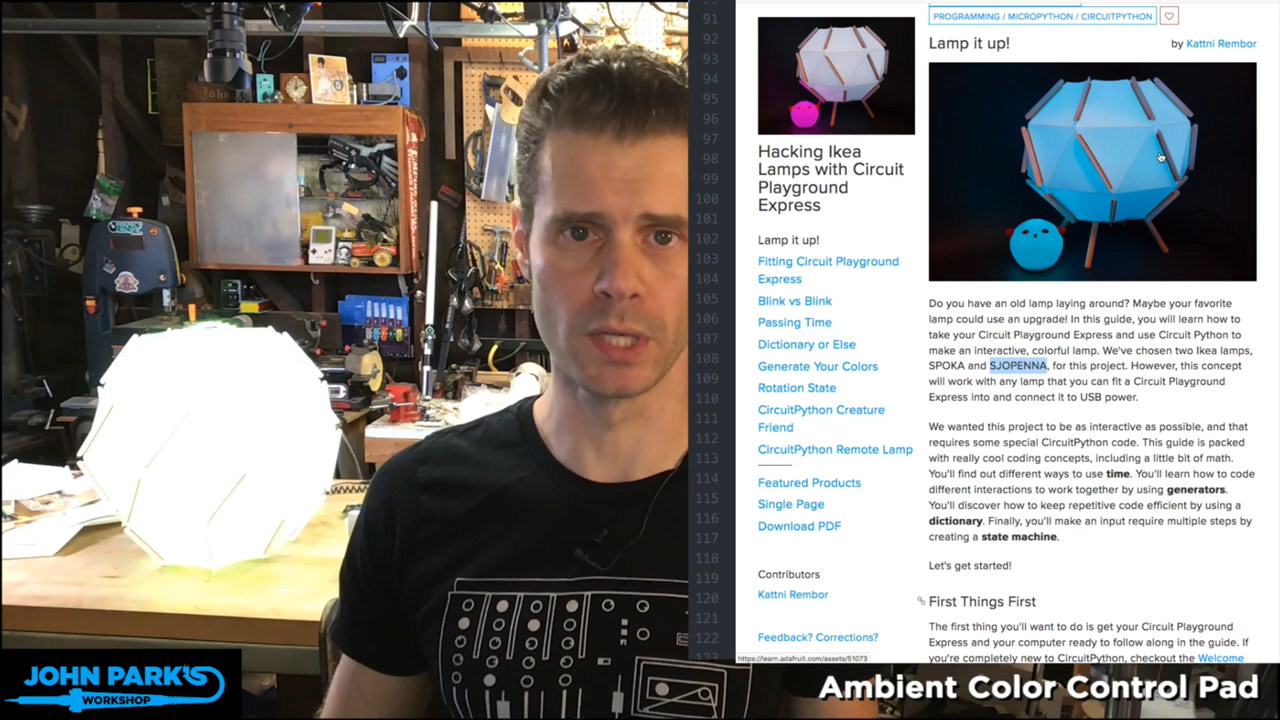 PROGRAMMING / MICROPYTHON / CIRCUITPYTHON
Lamp it up!
by Kattni Rembor
Hacking Ikea
Lamps with Circuit
Playground
Express
Lamp it up!
Fitting Circuit Playground
Express
Blink vs Blink
Passing Time
Dictionary or Else
Generate Your Colors
Rotation State
CircuitPython Creature
Friend
CircuitPython Remote Lamp
Featured Products
Single Page
Download PDF
Contributors
Kattni Rembor
Feedback? Corrections?
https://learn.adafruit.com/assets/51073
Do you have an old lamp laying around? Maybe your favorite
lamp could use an upgrade! In this guide, you will learn how to
take your Circuit Playground Express and use Circuit Python to
make an interactive, colorful lamp. We've chosen two Ikea lamps,
SPOKA and SJOPENNA, for this project. However, this concept
will work with any lamp that you can fit a Circuit Playground
Express into and connect it to USB power.
We wanted this project to be as interactive as possible, and that
requires some special CircuitPython code. This guide is packed
with really cool coding concepts, including a little bit of math.
You'll find out different ways to use time. You'll learn how to code
different interactions to work together by using generators.
You'll discover how to keep repetitive code efficient by using a
dictionary. Finally, you'll make an input require multiple steps by
creating a state machine.
Let's get started!
First Things First
The first thing you'll want to do is get your Circuit Playground
Express and your computer ready to follow along in the guide. If
you're completely new to CircuitPython, checkout the Welcome
91
92
93
94
95
96
97
98
99
100
101
102
103
104
105
106
107
108
109
110
111
112
113
114
115
116
117
118
119
120
121
122
John
JOHN PARK'S
WORKSHOP
Ambient Color Control Pad